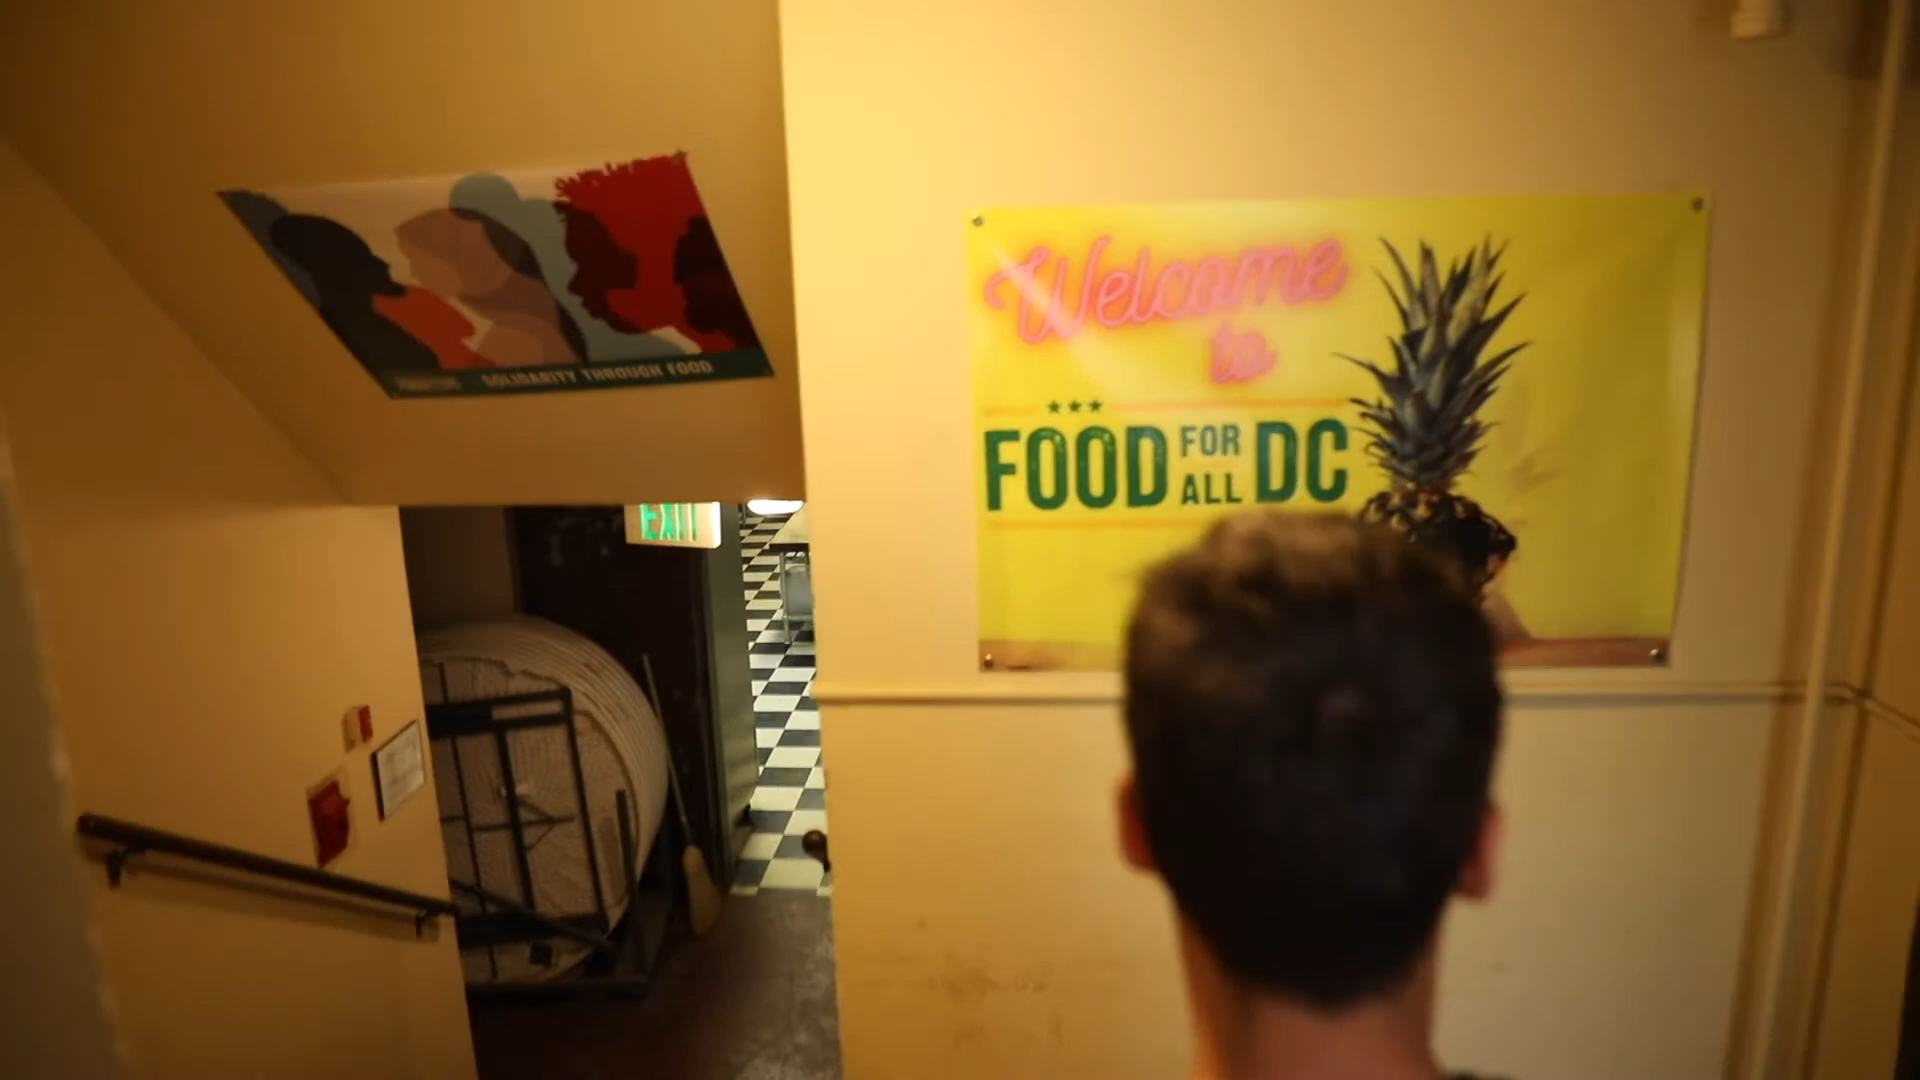 SOLIDARITY THROUGH FOOD
Welcome
to
FOOD FOR ALL DC
EXIT